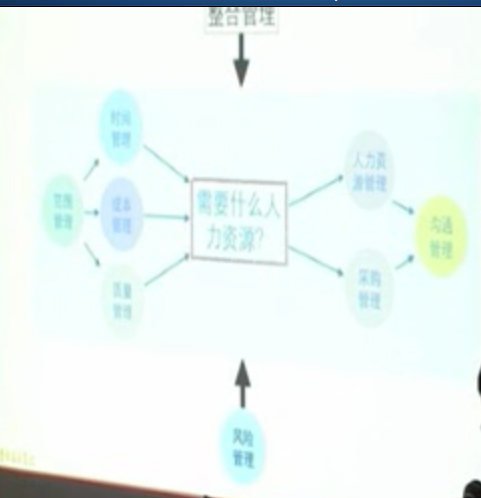 整合管理
时间
管理
范围
管理
成本
管理
质量
管理
需要什么人
力资源?
人力资
源管理
采购
管理
沟通
管理
风险
管理